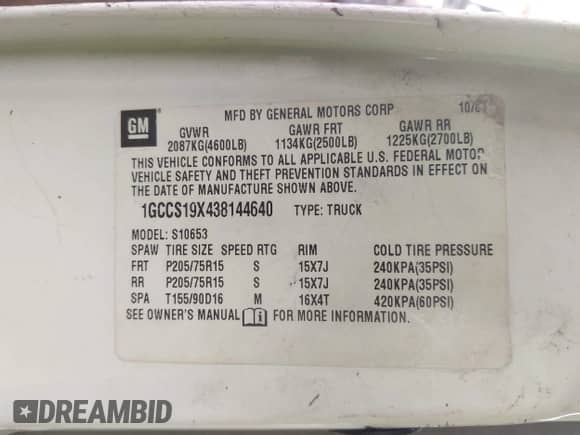 GM
MFD BY GENERAL MOTORS CORP
GVWR GAWR FRT GAWR RR
2087KG(4600LB) 1134KG(2500LB) 1225KG(2700LB)
THIS VEHICLE CONFORMS TO ALL APPLICABLE U.S. FEDERAL MOTOR
VEHICLE SAFETY AND THEFT PREVENTION STANDARDS IN EFFECT ON
THE DATE OF MANUFACTURE SHOWN ABOVE.
1GCCS19X438144640 TYPE: TRUCK
MODEL: S10653
SPAW TIRE SIZE SPEED RTG RIM COLD TIRE PRESSURE
FRT P205/75R15 S 15X7J 240KPA(35PSI)
RR P205/75R15 S 15X7J 240KPA(35PSI)
SPA T155/90D16 M 16X4T 420KPA(60PSI)
SEE OWNER'S MANUAL FOR MORE INFORMATION.
DREAMBID